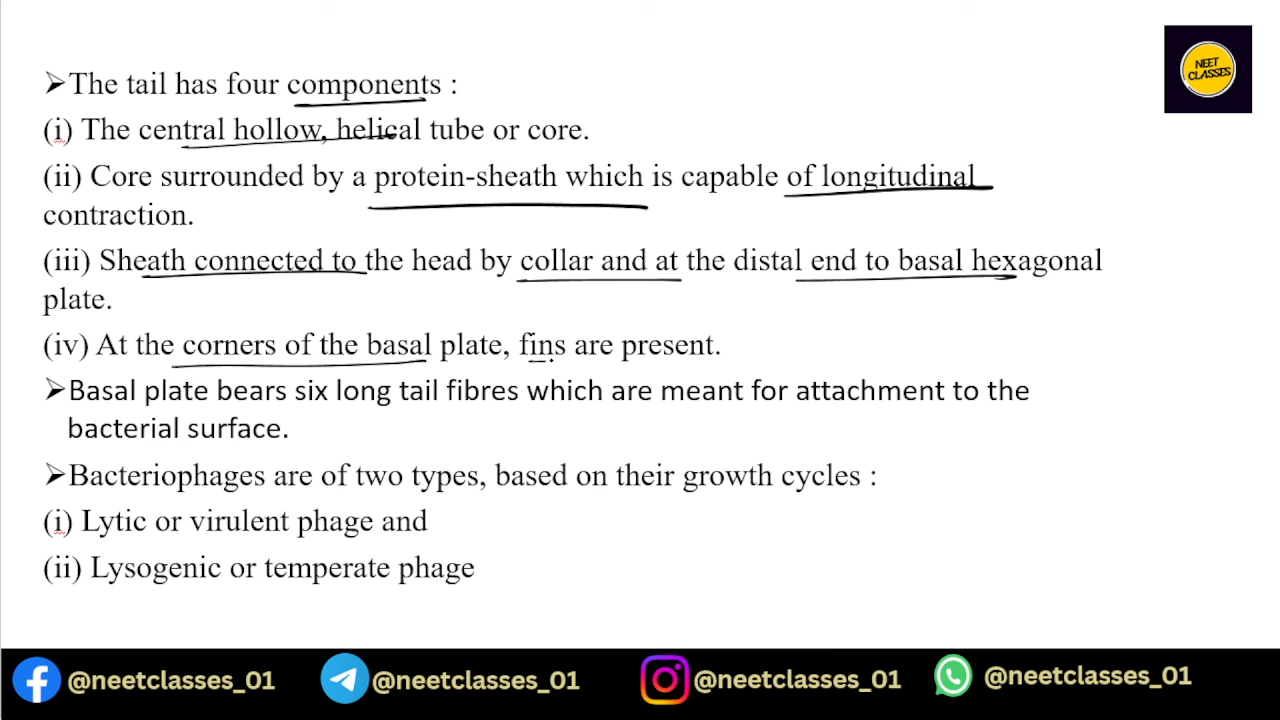 NEET
CLASSES
➢The tail has four components :
(i) The central hollow, helical tube or core.
(ii) Core surrounded by a protein-sheath which is capable of longitudinal
contraction.
(iii) Sheath connected to the head by collar and at the distal end to basal hexagonal
plate.
(iv) At the corners of the basal plate, fins are present.
➢Basal plate bears six long tail fibres which are meant for attachment to the
bacterial surface.
➢Bacteriophages are of two types, based on their growth cycles :
(i) Lytic or virulent phage and
(ii) Lysogenic or temperate phage
@neetclasses_01 @neetclasses_01 @neetclasses_01 @neetclasses_01